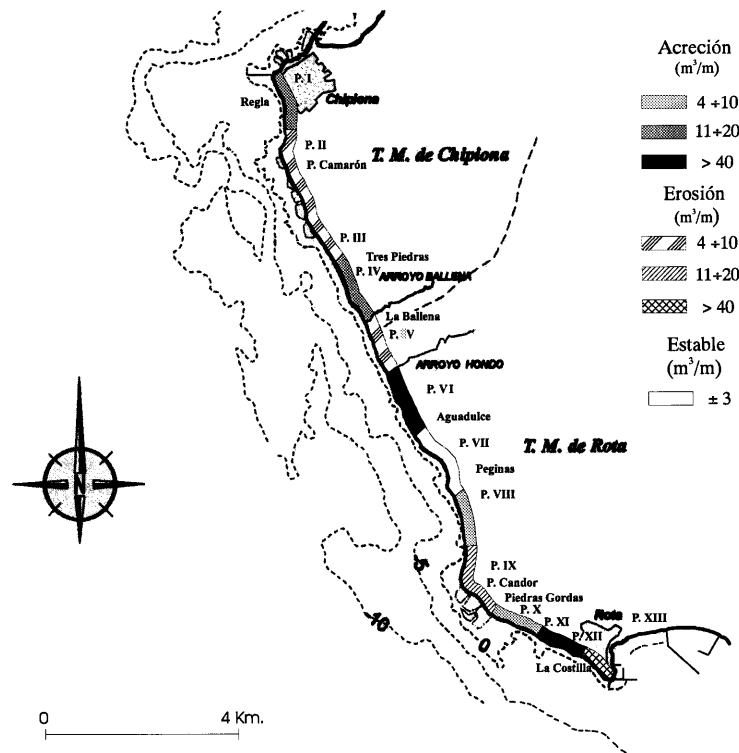 Acreción
(m³/m)
4 ÷10
11÷20
> 40
Erosión
(m³/m)
4 ÷10
11÷20
> 40
Estable
(m³/m)
± 3
P. I
Regla
Chipiona
P. II
P. Camarón
T. M. de Chipiona
P. III
Tres Piedras
P. IV
ARROYO BALLENA
La Ballena
P. V
ARROYO HONDO
P. VI
Aguadulce
P. VII
T. M. de Rota
Peginas
P. VIII
N
P. IX
P. Candor
Piedras Gordas
P. X
P. XI
Rota
P. XIII
P/XII
La Costilla
-5
-10
0
0
4 Km.